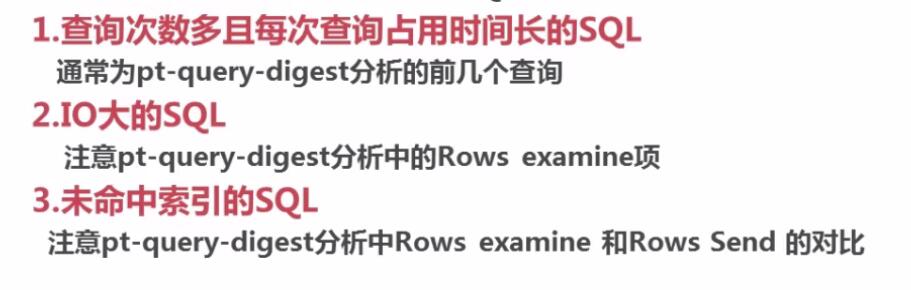 1.查询次数多且每次查询占用时间长的SQL
通常为pt-query-digest分析的前几个查询
2.IO大的SQL
注意pt-query-digest分析中的Rows examine项
3.未命中索引的SQL
注意pt-query-digest分析中Rows examine 和Rows Send 的对比